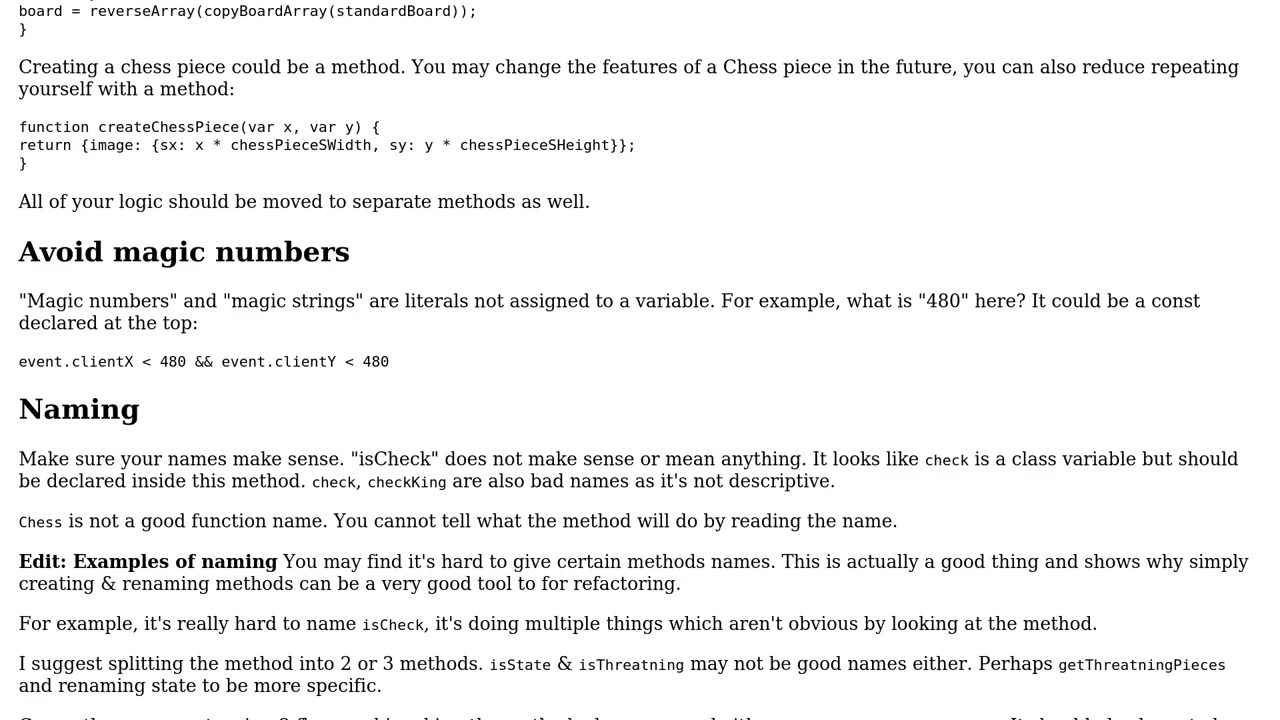 board = reverseArray(copyBoardArray(standardBoard));
}
Creating a chess piece could be a method. You may change the features of a Chess piece in the future, you can also reduce repeating
yourself with a method:
function createChessPiece(var x, var y) {
return {image: {sx: x * chessPieceSWidth, sy: y * chessPieceSHeight}};
}
All of your logic should be moved to separate methods as well.
Avoid magic numbers
"Magic numbers" and "magic strings" are literals not assigned to a variable. For example, what is "480" here? It could be a const
declared at the top:
event.clientX < 480 && event.clientY < 480
Naming
Make sure your names make sense. "isCheck" does not make sense or mean anything. It looks like check is a class variable but should
be declared inside this method. check, checkKing are also bad names as it's not descriptive.
Chess is not a good function name. You cannot tell what the method will do by reading the name.
Edit: Examples of naming You may find it's hard to give certain methods names. This is actually a good thing and shows why simply
creating & renaming methods can be a very good tool to for refactoring.
For example, it's really hard to name isCheck, it's doing multiple things which aren't obvious by looking at the method.
I suggest splitting the method into 2 or 3 methods. isState & isThreatning may not be good names either. Perhaps getThreatningPieces
and renaming state to be more specific.